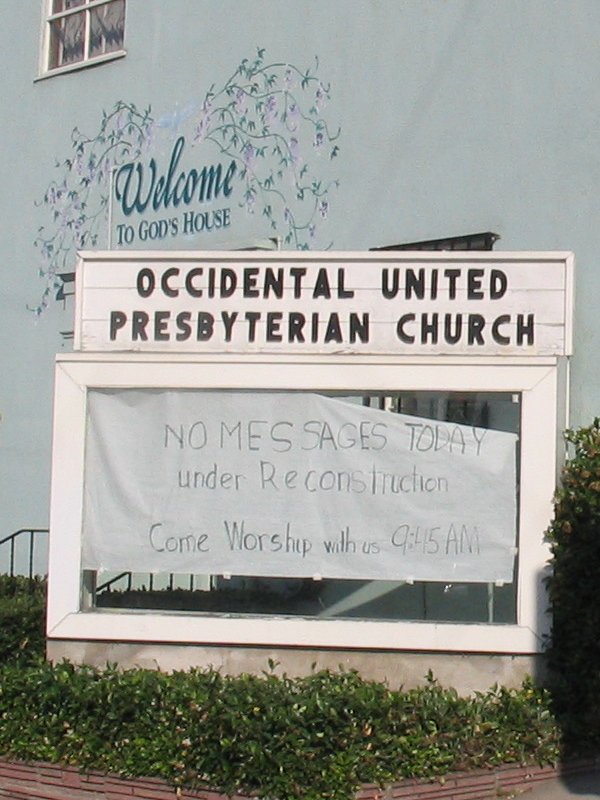 Welcome
TO GOD'S HOUSE
OCCIDENTAL UNITED
PRESBYTERIAN CHURCH
NO MESSAGES TODAY
under Reconstruction
Come Worship with us 9:45 AM